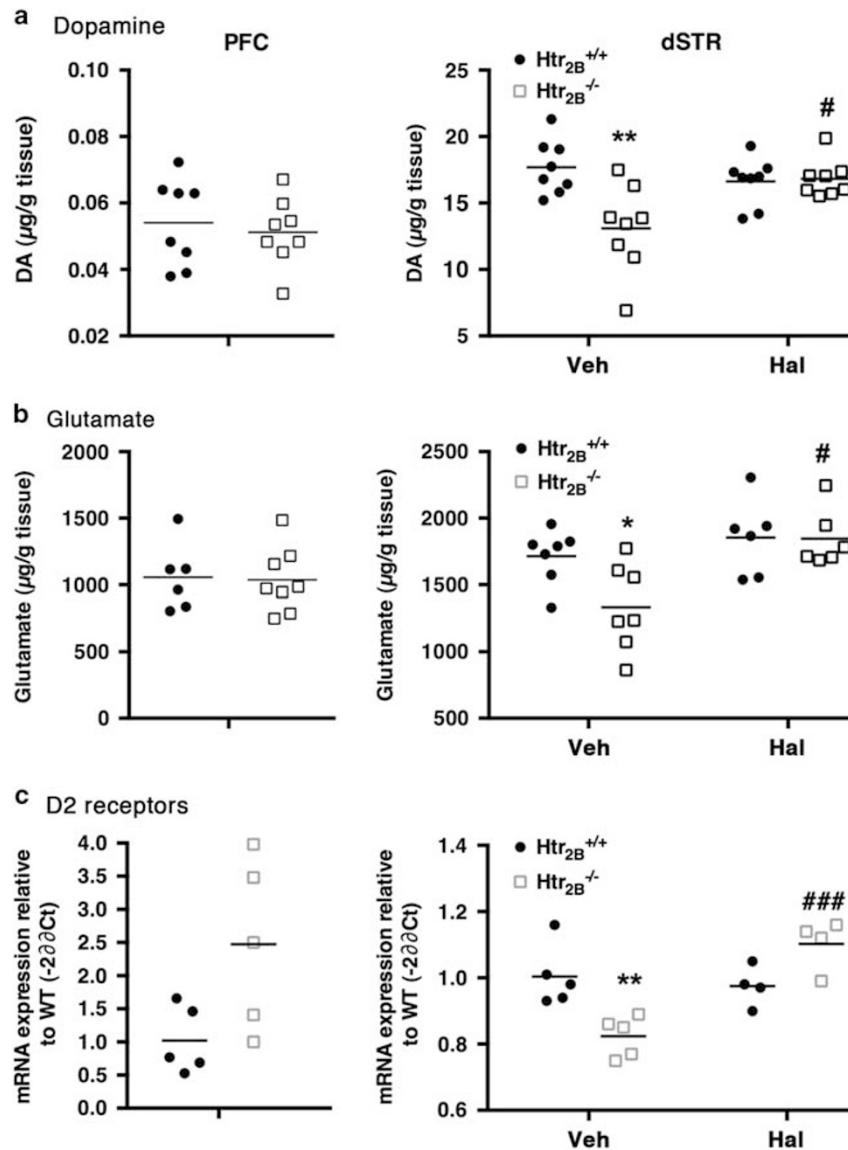 a Dopamine
PFC
dSTR
DA (µg/g tissue)
0.10
0.08
0.06
0.04
0.02
DA (µg/g tissue)
25
20
15
10
5
Htr2B+/+
Htr2B-/-
**
#
Veh
Hal
b Glutamate
Glutamate (µg/g tissue)
2000
1500
1000
500
0
Glutamate (µg/g tissue)
2500
2000
1500
1000
500
Htr2B+/+
Htr2B-/-
*
#
Veh
Hal
c D2 receptors
mRNA expression relative
to WT (-2∂∂Ct)
4.0
3.5
3.0
2.5
2.0
1.5
1.0
0.5
0.0
mRNA expression relative
to WT (-2∂∂Ct)
1.4
1.2
1.0
0.8
0.6
Htr2B+/+
Htr2B-/-
**
###
Veh
Hal